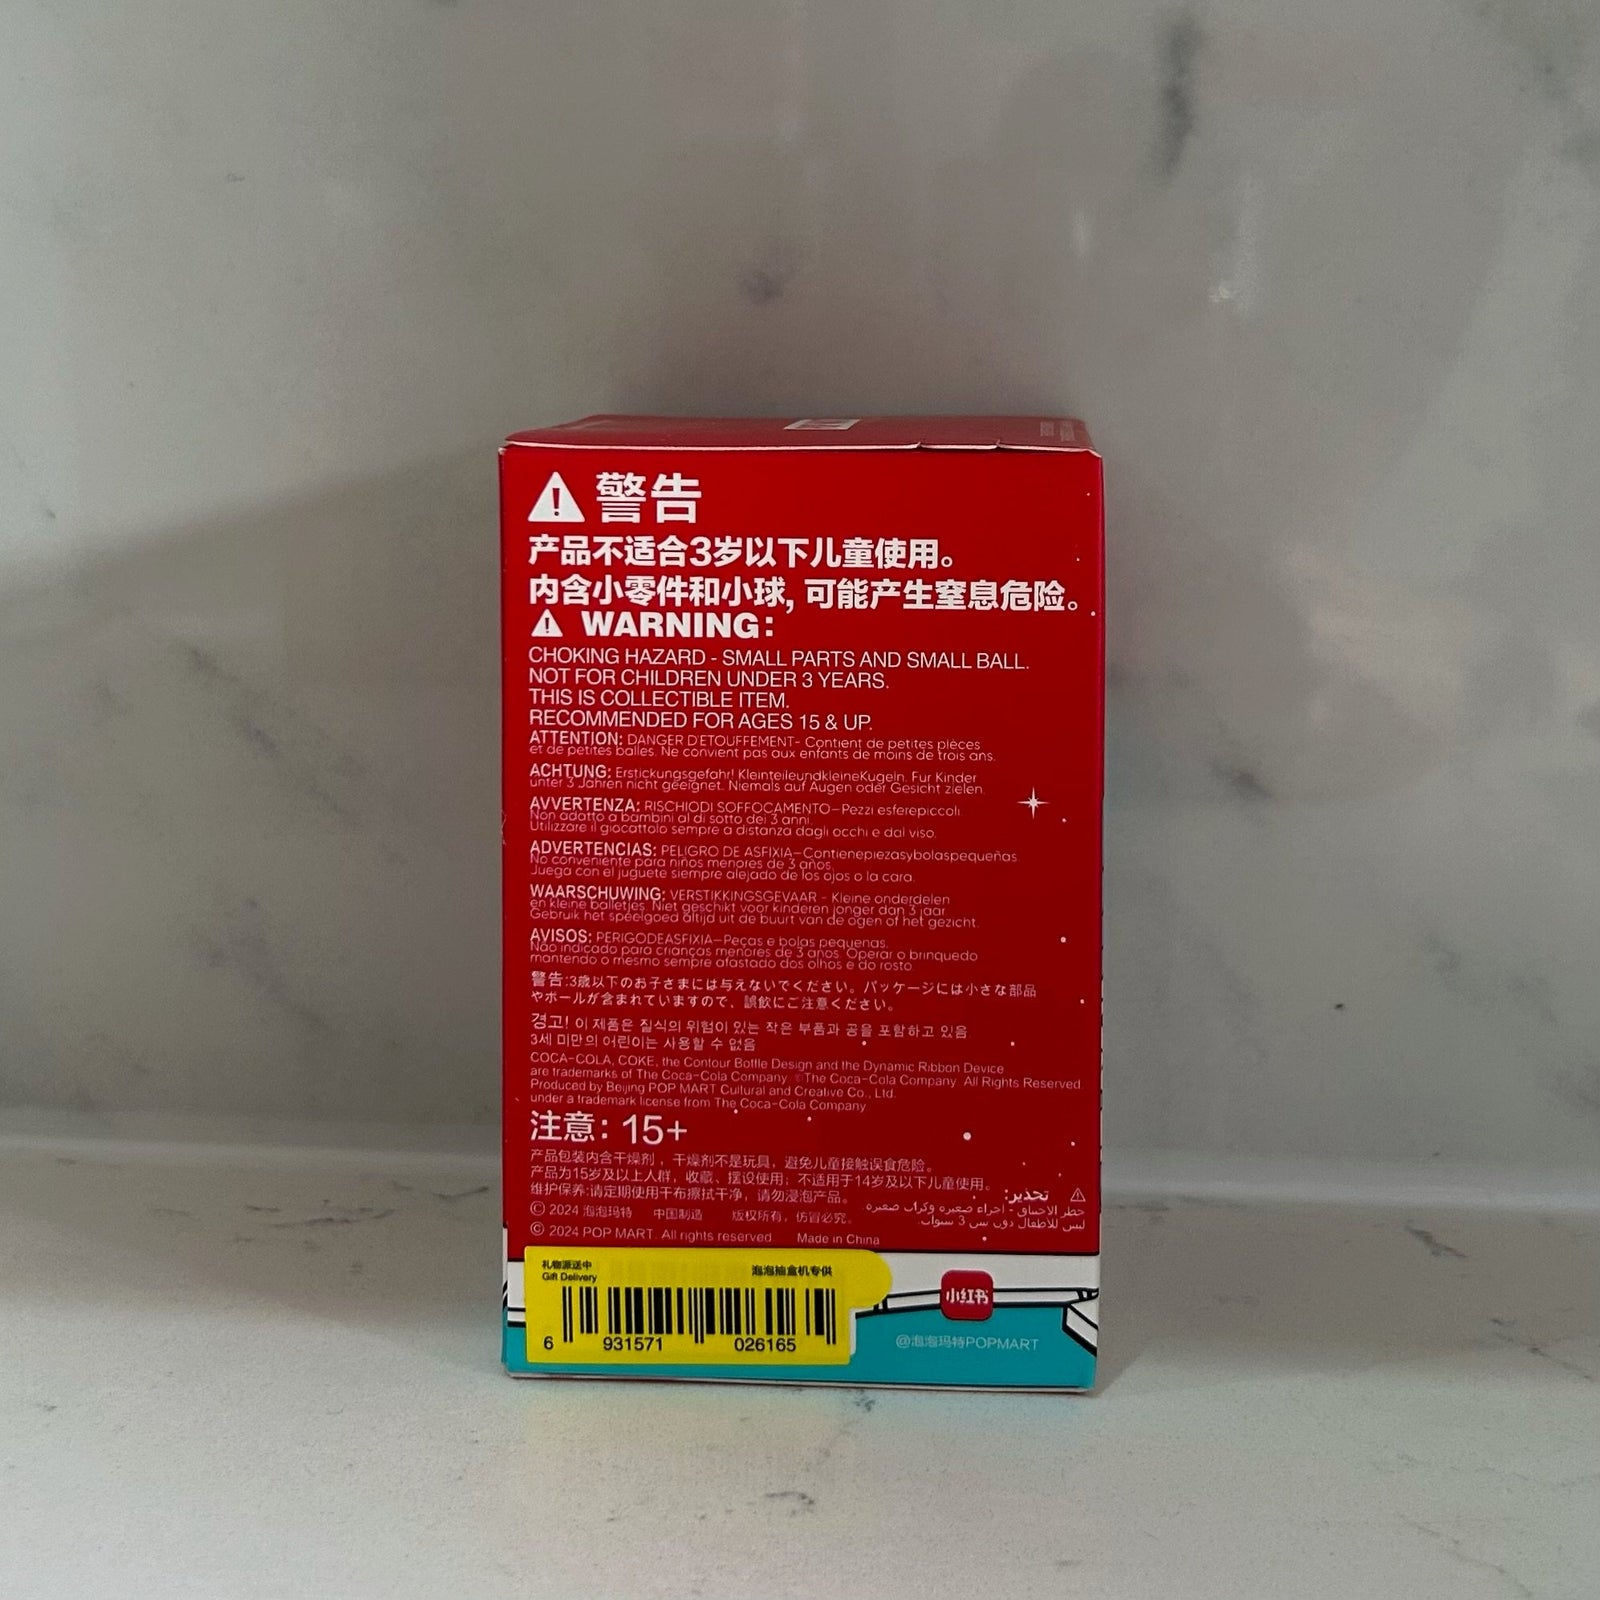 警告
产品不适合3岁以下儿童使用。
内含小零件和小球, 可能产生窒息危险。
WARNING:
CHOKING HAZARD - SMALL PARTS AND SMALL BALL.
NOT FOR CHILDREN UNDER 3 YEARS.
THIS IS COLLECTIBLE ITEM.
RECOMMENDED FOR AGES 15 & UP.
ATTENTION: DANGER D'ETOUFFEMENT- Contient de petites pièces
et de petites balles. Ne convient pas aux enfants de moins de trois ans.
ACHTUNG: Erstickungsgefahr! KleinteileundkleineKugeln. Fur Kinder
unter 3 Jahren nicht geeignet. Niemals auf Augen oder Gesicht zielen.
AVVERTENZA: RISCHIODI SOFFOCAMENTO—Pezzi esferepiccoli.
Non adatto a bambini al di sotto dei 3 anni.
Utilizzare il giocattolo sempre a distanza dagli occhi e dal viso.
ADVERTENCIAS: PELIGRO DE ASFIXIA—Contienepiezasybolaspequeñas
No conveniente para niños menores de 3 años.
Juega con el juguete siempre alejado de los ojos o la cara.
WAARSCHUWING: VERSTIKKINGSGEVAAR - Kleine onderdelen
en kleine balletjes. Niet geschikt voor kinderen jonger dan 3 jaar
Gebruik het speelgoed altijd uit de buurt van de ogen of het gezicht.
AVISOS: PERIGODEASFIXIA—Peças e bolas pequenas.
Não indicado para crianças menores de 3 anos. Operar o brinquedo
mantendo o mesmo sempre afastado dos olhos e do rosto.
警告:3歳以下のお子さまには与えないでください。パッケージには小さな部品
やボールが含まれていますので、誤飲にご注意ください。
경고! 이 제품은 질식의 위험이 있는 작은 부품과 공을 포함하고 있음
3세 미만의 어린이는 사용할 수 없음
COCA-COLA, COKE, the Contour Bottle Design and the Dynamic Ribbon Device
are trademarks of The Coca-Cola Company ©The Coca-Cola Company All Rights Reserved
Produced by Beijing POP MART Cultural and Creative Co., Ltd.
under a trademark license from The Coca-Cola Company
注意: 15+
产品包装内含干燥剂，干燥剂不是玩具，避免儿童接触误食危险。
产品为15岁及以上人群，收藏、摆设使用；不适用于14岁及以下儿童使用。
维护保养:请定期使用干布擦拭干净，请勿浸泡产品。
تحذير:
خطر الاختناق - أجزاء صغيرة وكرات صغيرة.
ليس للأطفال دون سن 3 سنوات.
© 2024 泡泡玛特 中国制造 版权所有，仿冒必究。
© 2024 POP MART. All rights reserved Made in China
礼物派送中 泡泡抽盒机专供
Gift Delivery
6 931571 026165
小红书
@泡泡玛特POPMART